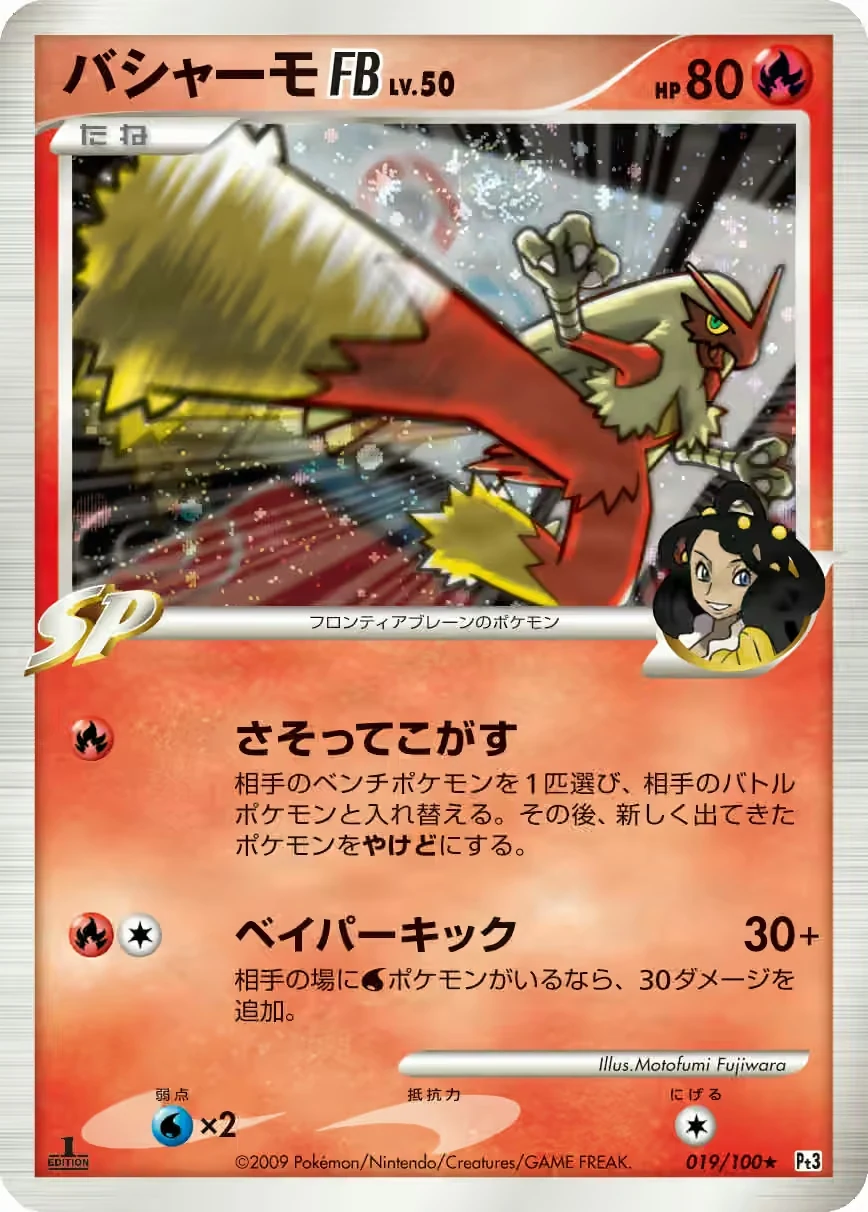 バシャーモ FB LV.50 HP 80
たね
SP
フロンティアブレーンのポケモン
さそってこがす
相手のベンチポケモンを1匹選び、相手のバトル
ポケモンと入れ替える。その後、新しく出てきた
ポケモンをやけどにする。
ベイパーキック 30+
相手の場にポケモンがいるなら、30ダメージを
追加。
Illus.Motofumi Fujiwara
弱点 抵抗力 にげる
×2
1 EDITION ©2009 Pokémon/Nintendo/Creatures/GAME FREAK. 019/100★ Pt3